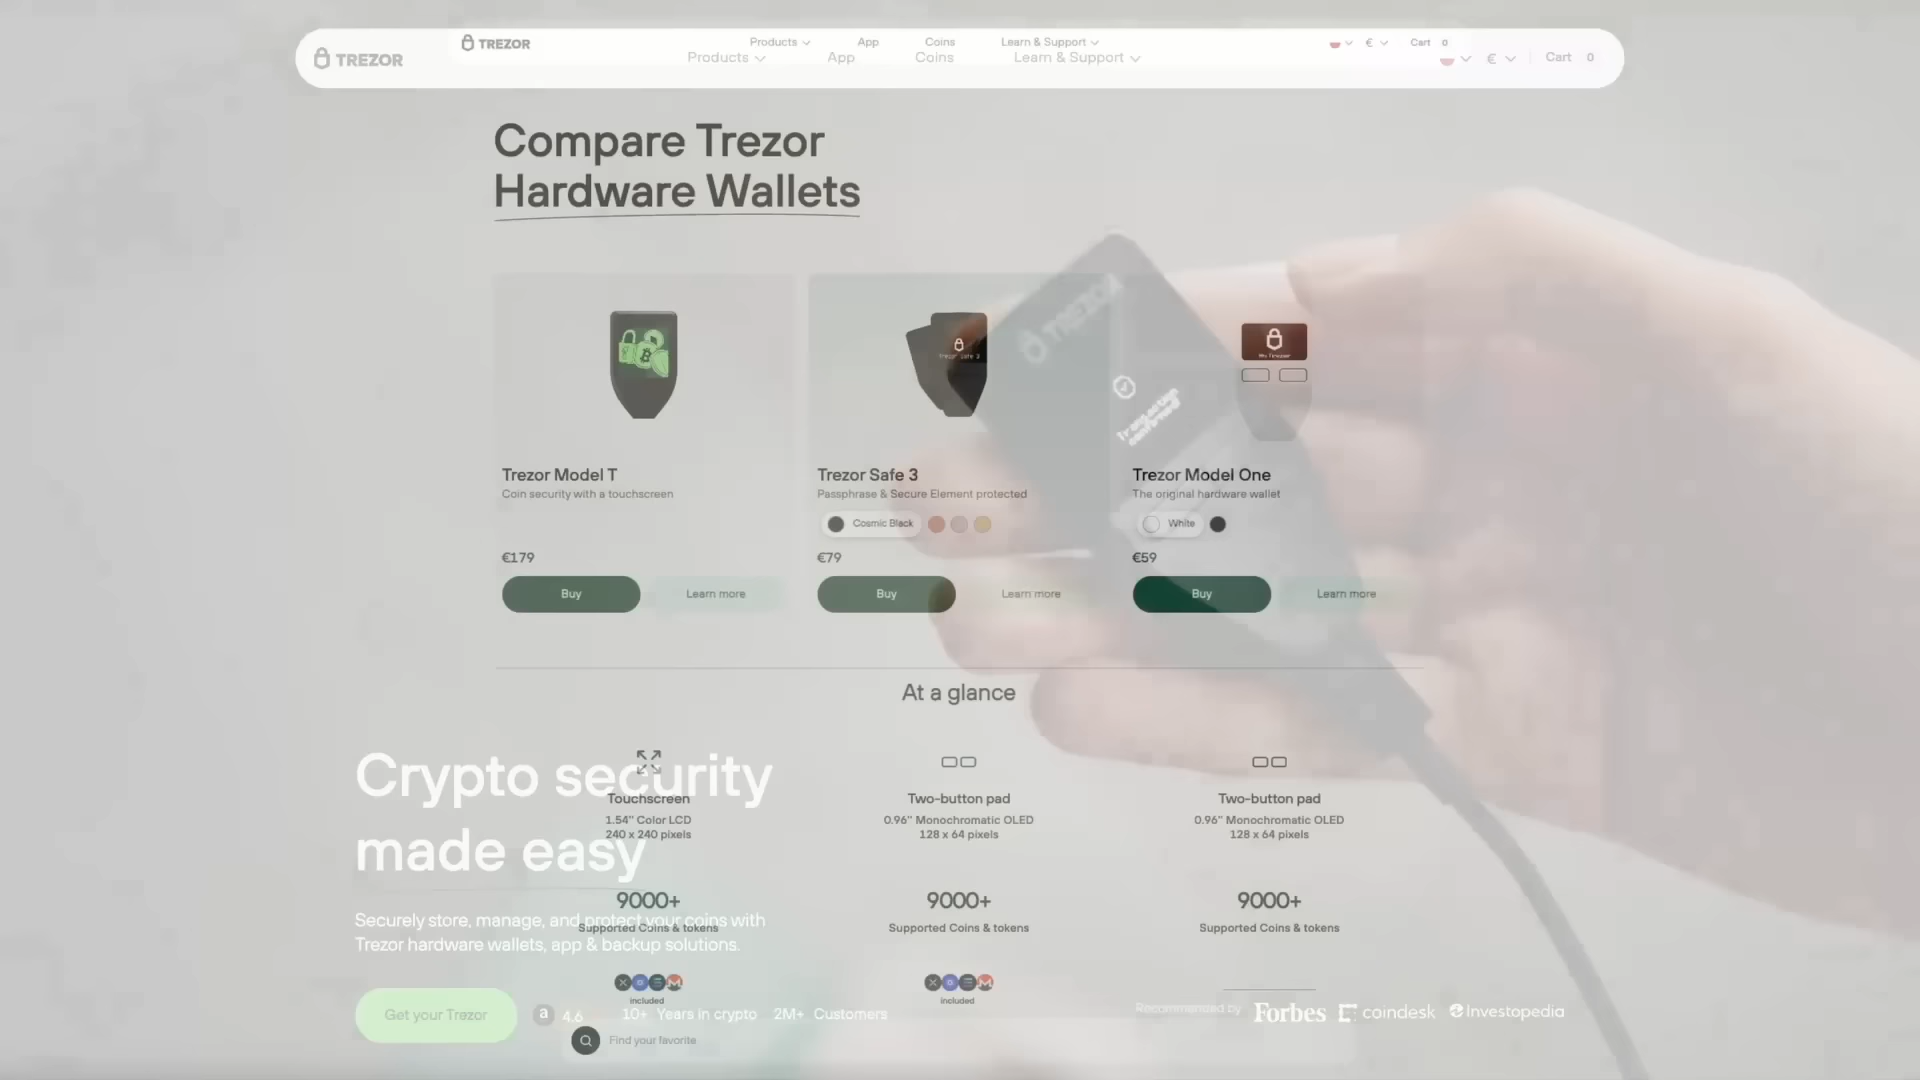 TREZOR
Products
App
Coins
Learn & Support
€
Cart
0
TREZOR
Products
App
Coins
Learn & Support
€
Cart
0
Compare Trezor
Hardware Wallets
TREZOR
Trezor Safe 3
Transaction
confirmed
Trezor Model T
Coin security with a touchscreen
€179
Buy
Learn more
Trezor Safe 3
Passphrase & Secure Element protected
Cosmic Black
€79
Buy
Learn more
Trezor Model One
The original hardware wallet
White
€59
Buy
Learn more
At a glance
Touchscreen
1.54" Color LCD
240 x 240 pixels
Two-button pad
0.96" Monochromatic OLED
128 x 64 pixels
Two-button pad
0.96" Monochromatic OLED
128 x 64 pixels
9000+
Supported Coins & tokens
9000+
Supported Coins & tokens
9000+
Supported Coins & tokens
included
included
Crypto security
made easy
Securely store, manage, and protect your coins with
Trezor hardware wallets, app & backup solutions.
Get your Trezor
a 4.6
10+ Years in crypto
2M+ Customers
Recommended by
Forbes
coindesk
Investopedia
Find your favorite